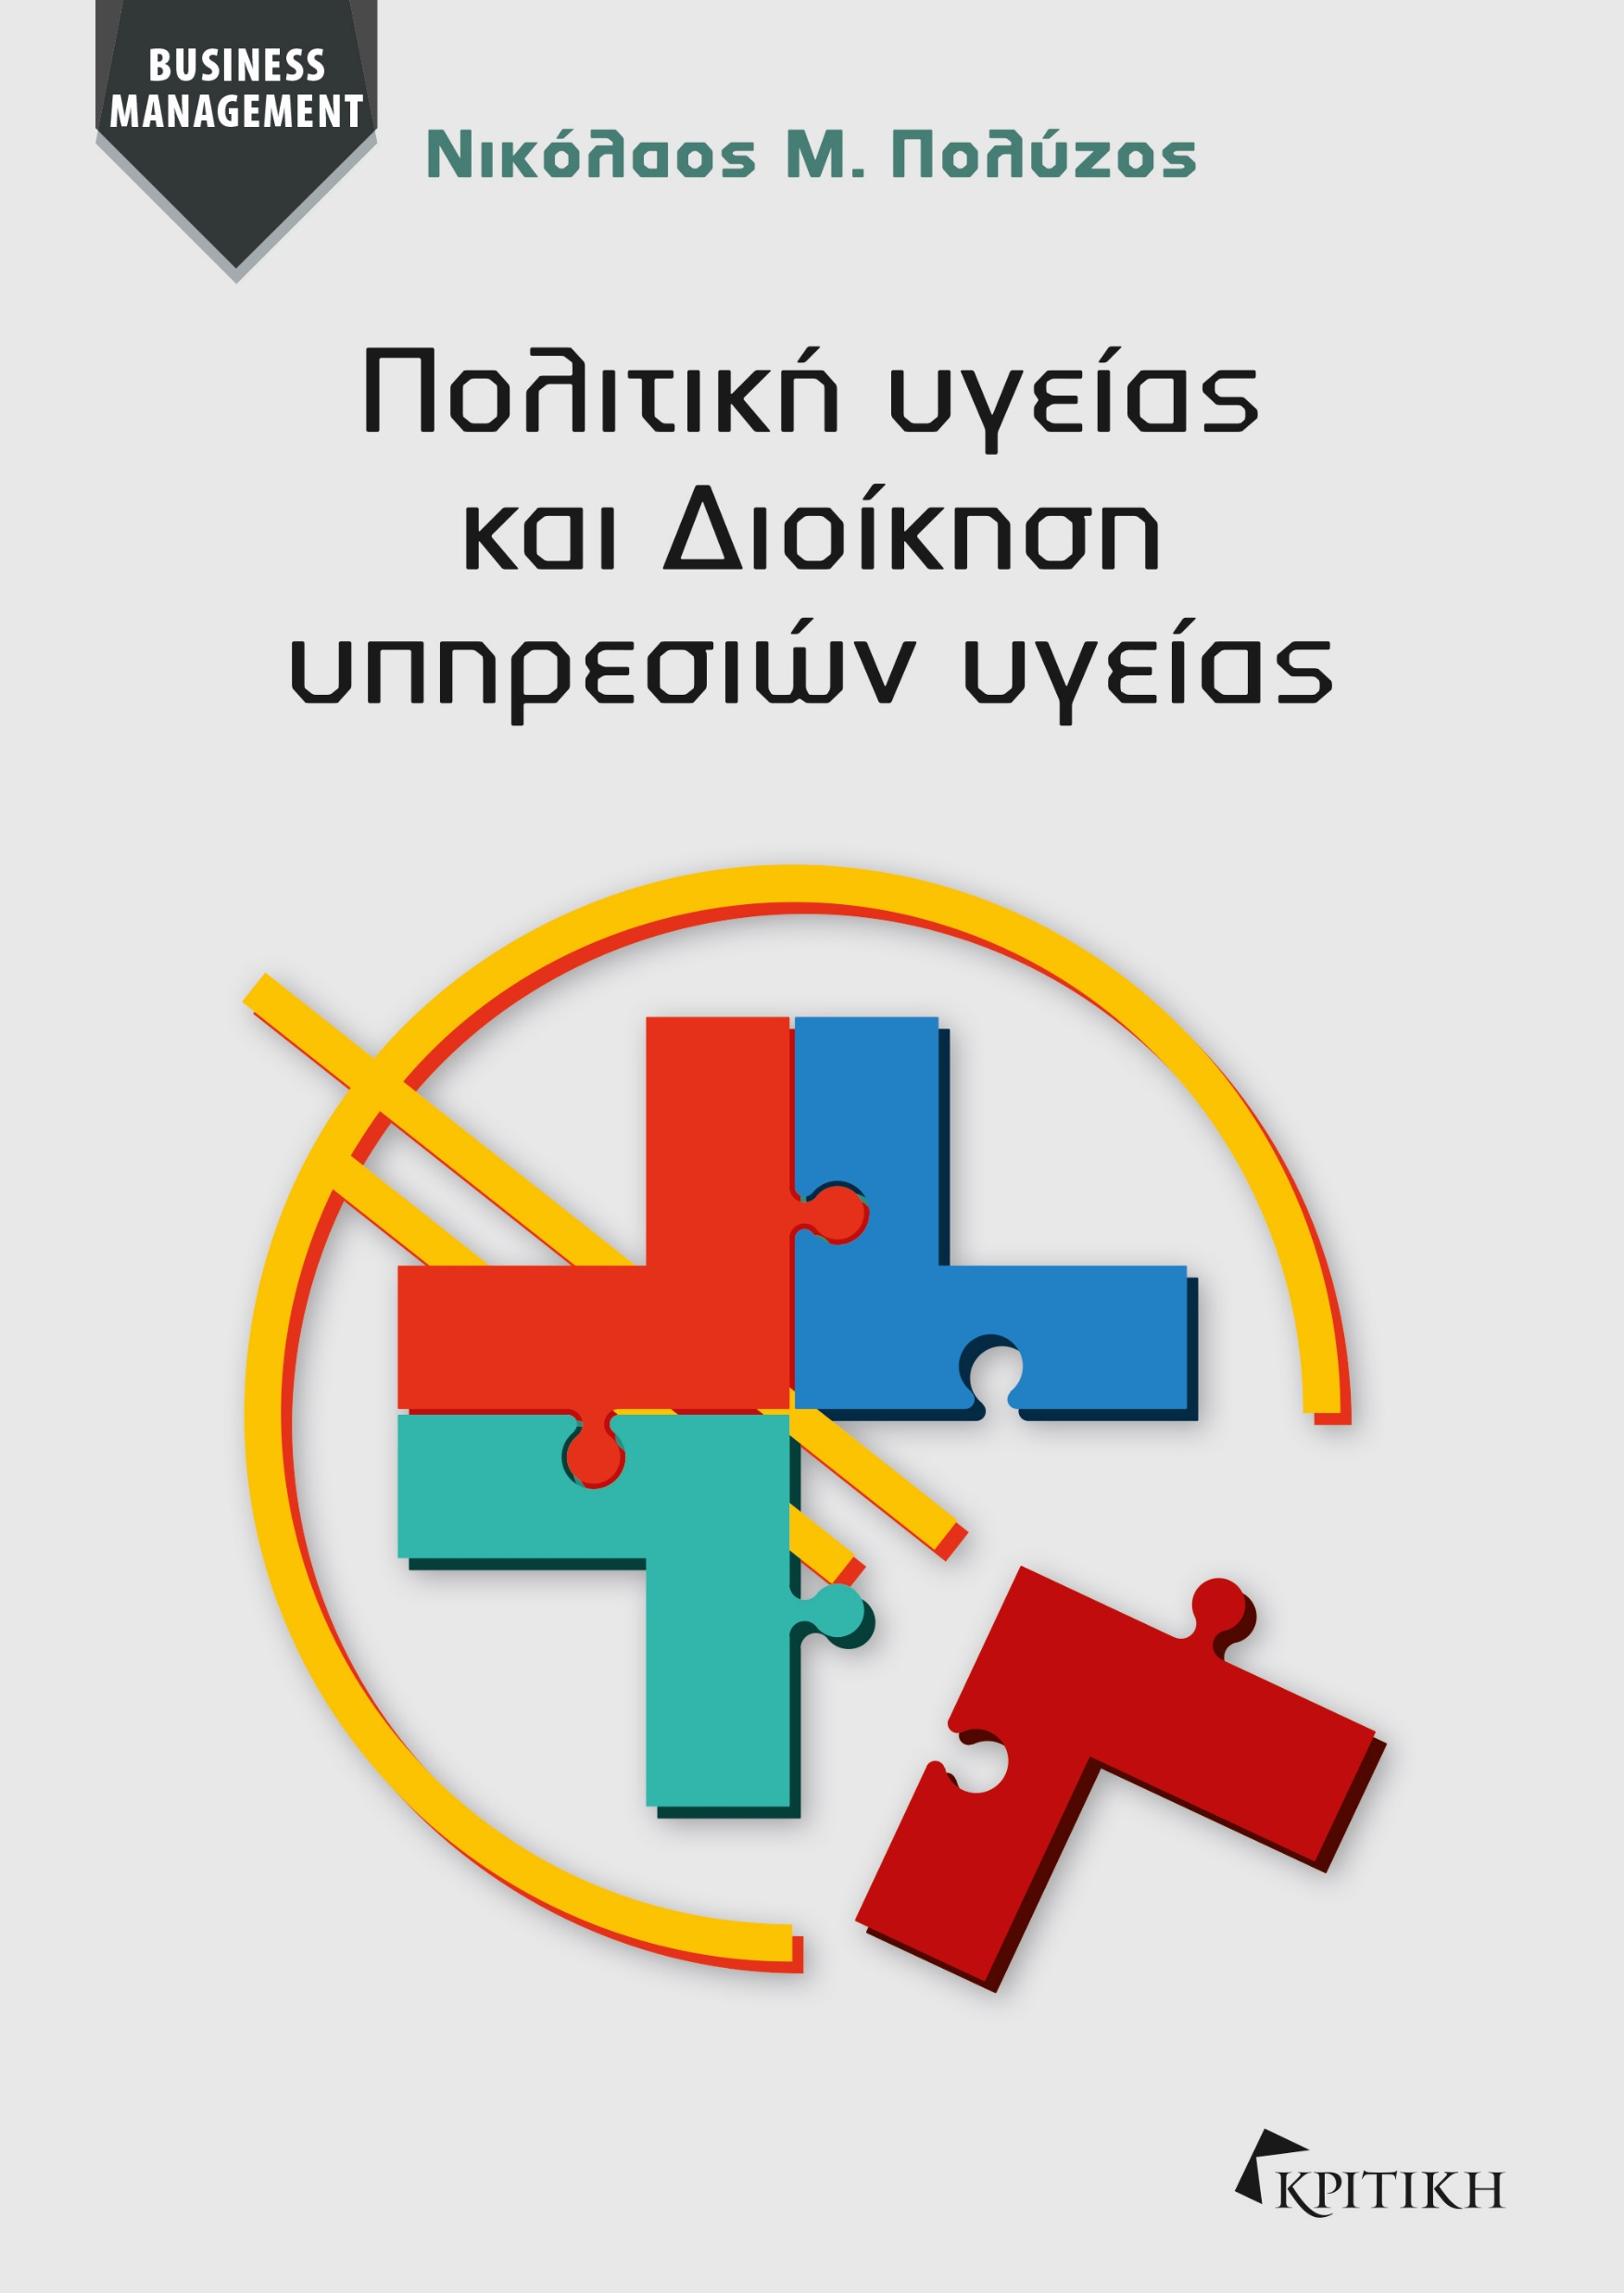 BUSINESS
MANAGEMENT
Νικόλαος Μ. Πολύζος
Πολιτική υγείας
και Διοίκηση
υπηρεσιών υγείας
ΚΡΙΤΙΚΗ